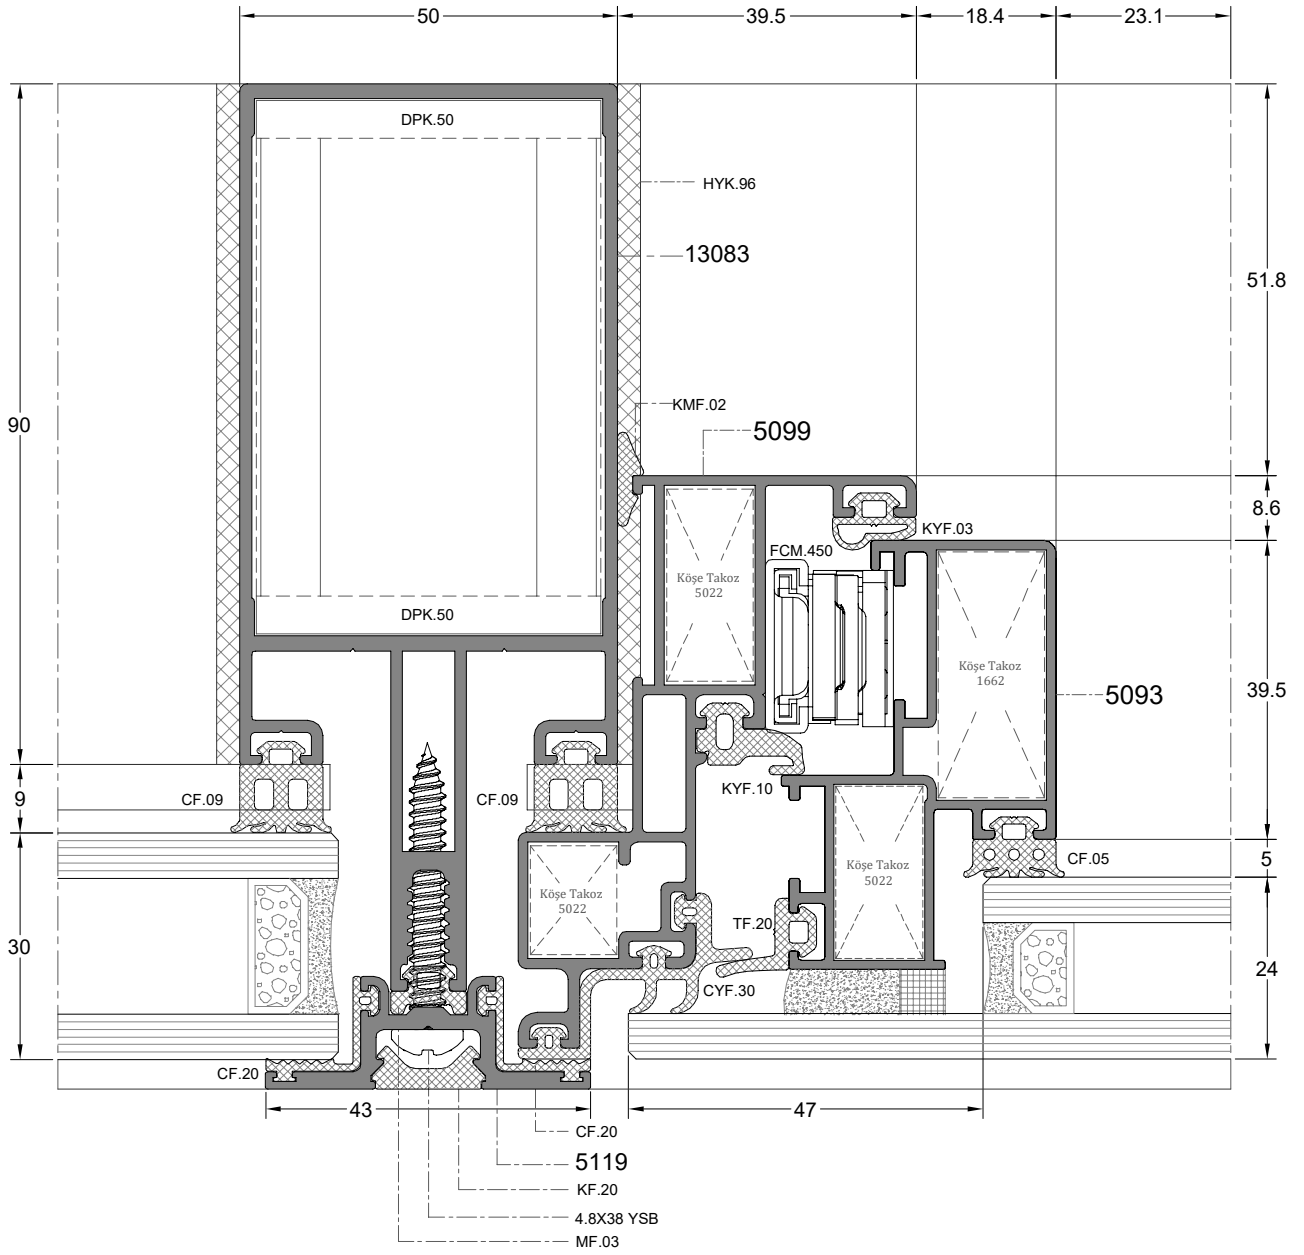 50
39.5
18.4
23.1
DPK.50
HYK.96
13083
51.8
KMF.02
90
5099
8.6
KYF.03
FCM.450
Köşe Takoz
5022
DPK.50
Köşe Takoz
1662
5093
39.5
KYF.10
CF.09
CF.09
9
Köşe Takoz
5022
CF.05
5
Köşe Takoz
5022
TF.20
30
24
CYF.30
CF.20
43
47
CF.20
5119
KF.20
4.8X38 YSB
MF.03